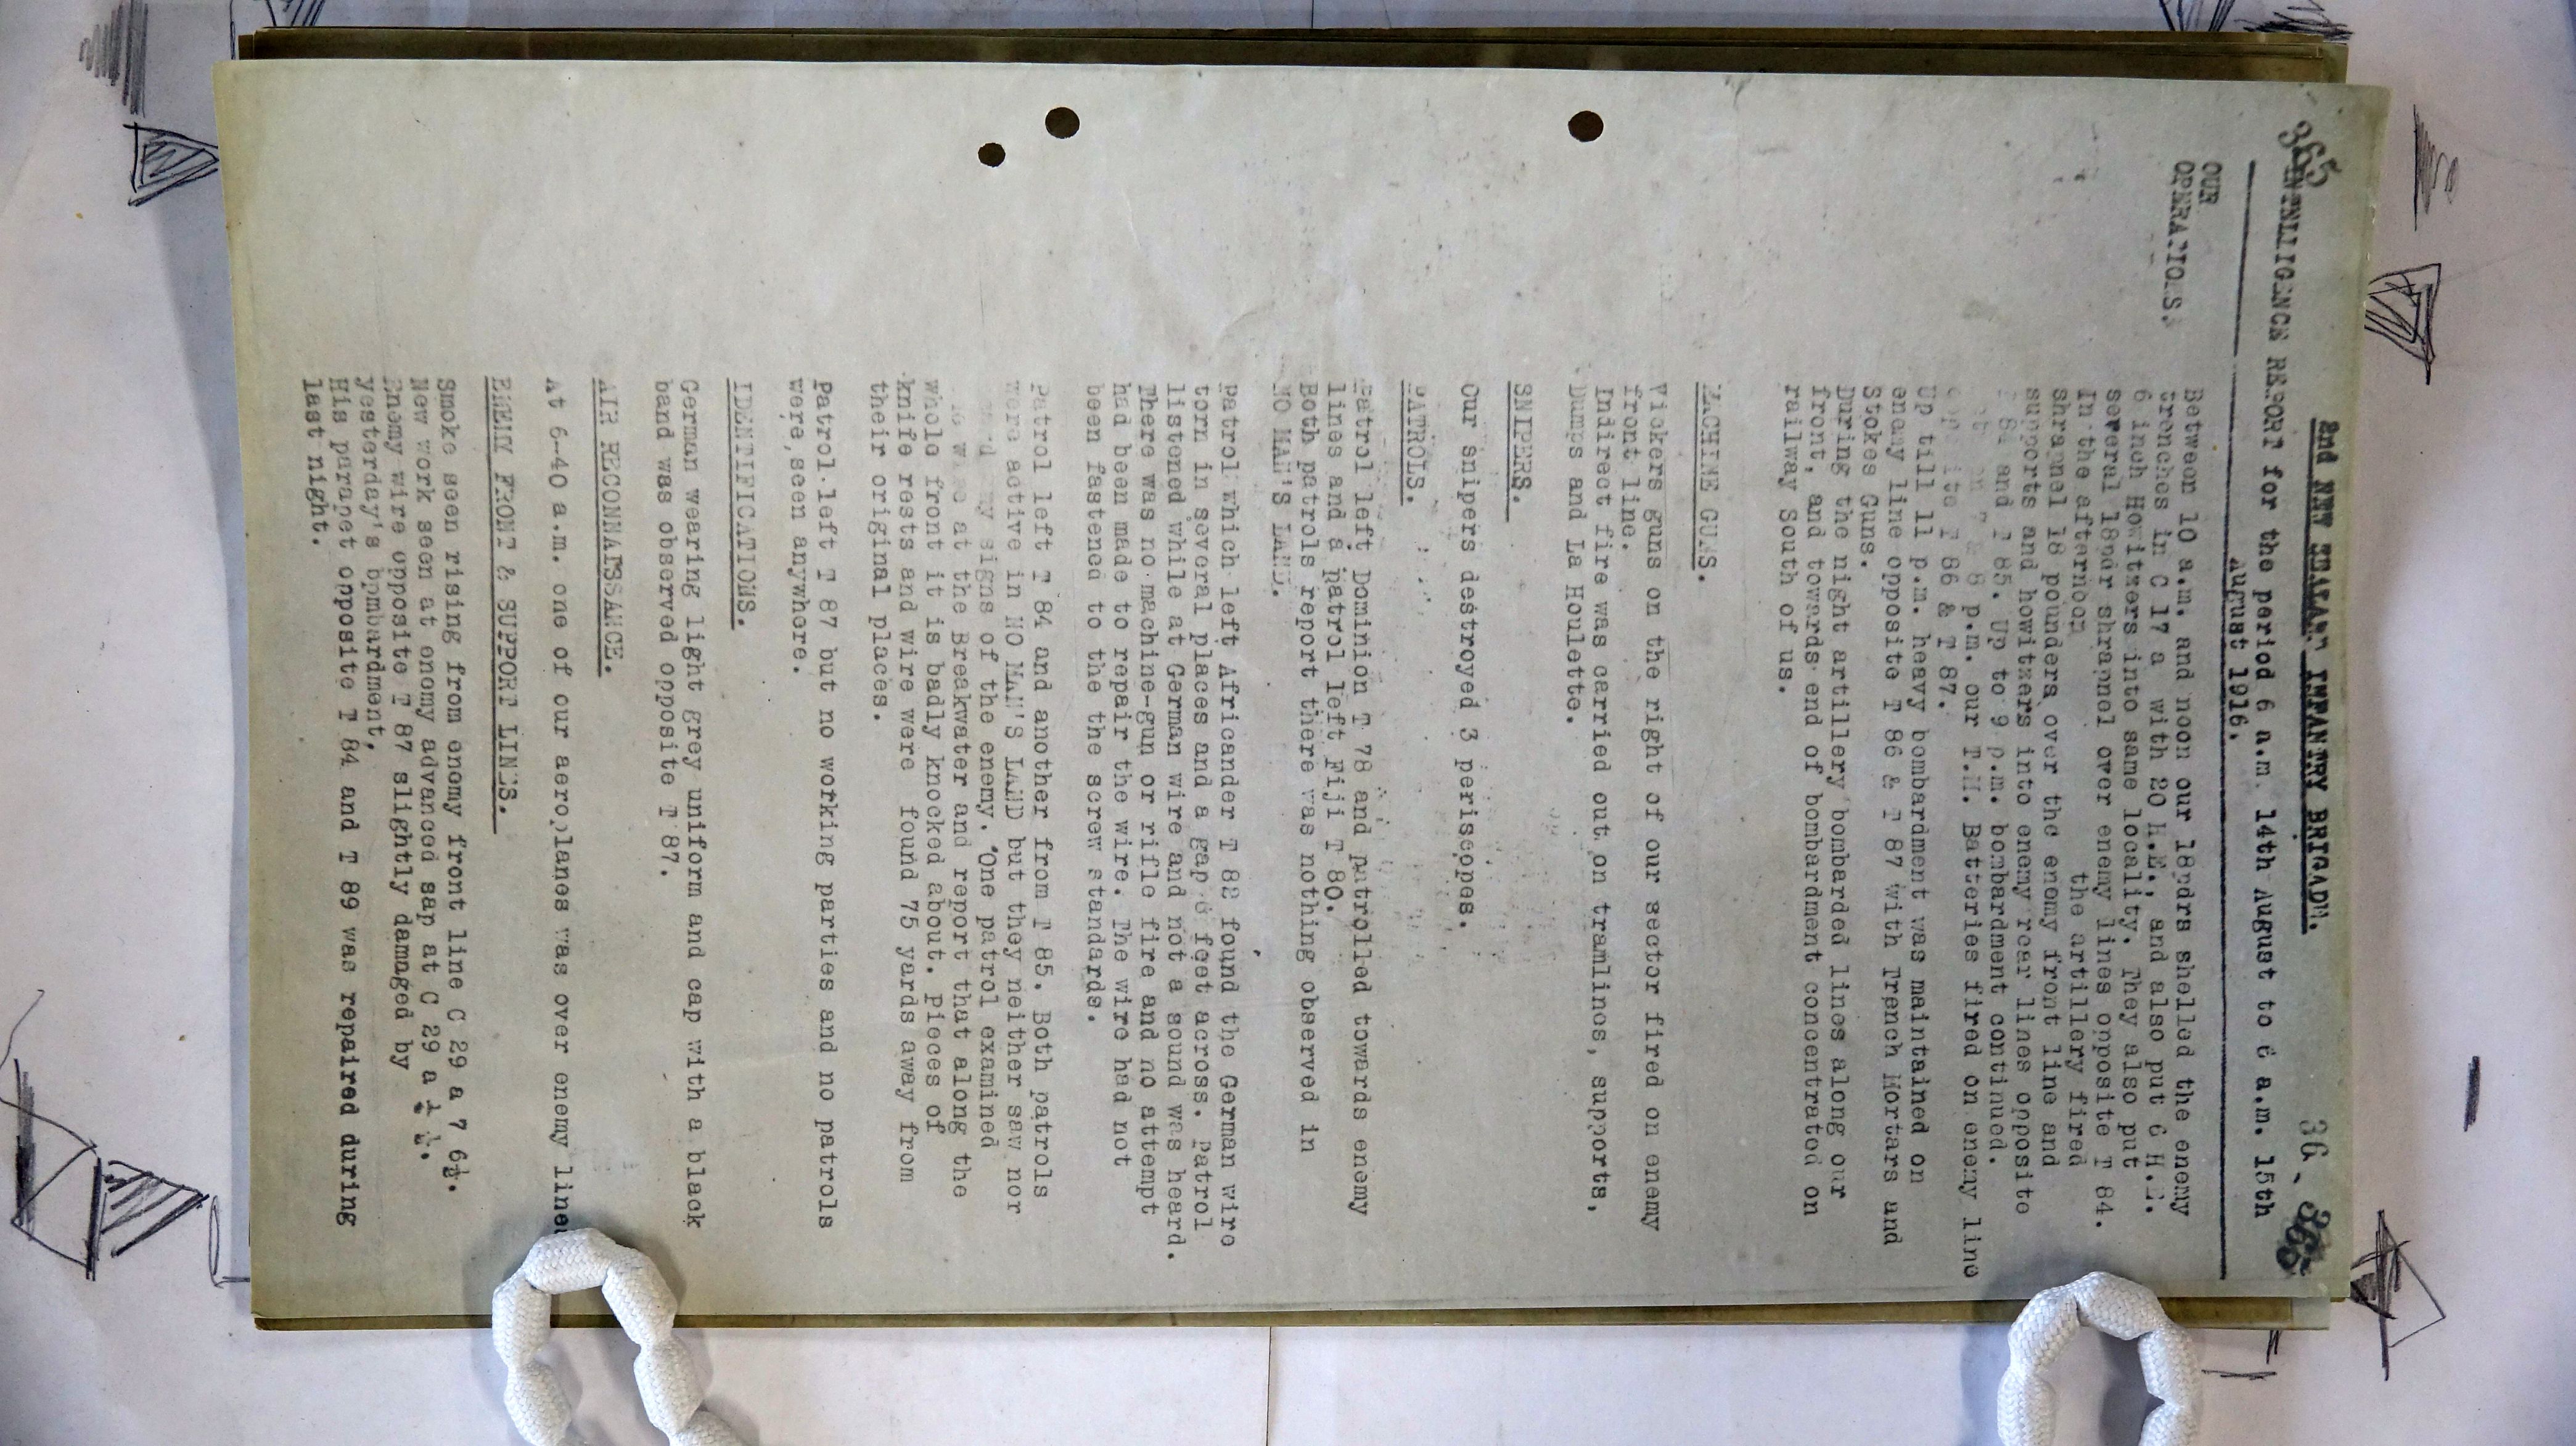 365
36
2nd NEW ZEALAND INFANTRY BRIGADE.
INTELLIGENCE REPORT for the period 6 a.m. 14th August to 6 a.m. 15th
August 1916.
OUR
OPERATIONS.
Between 10 a.m. and noon our 18pdrs shelled the enemy
trenches in C 17 a with 20 H.E., and also put 6 H.E.
6 inch Howitzers into same locality. They also put
several 18pdr shrapnel over enemy lines opposite T 84.
In the afternoon the artillery fired
shrapnel 18 pounders over the enemy front line and
supports and howitzers into enemy rear lines opposite
T 84 and T 85. Up to 9 p.m. bombardment continued.
8 p.m. our T.M. Batteries fired on enemy line
opposite T 86 & T 87.
Up till 11 p.m. heavy bombardment was maintained on
enemy line opposite T 86 & T 87 with Trench Mortars and
Stokes Guns.
During the night artillery bombarded lines along our
front, and towards end of bombardment concentrated on
railway South of us.
MACHINE GUNS.
Vickers guns on the right of our sector fired on enemy
front line.
Indirect fire was carried out on tramlines, supports,
Dumps and La Houlette.
SNIPERS.
Our snipers destroyed 3 periscopes.
PATROLS.
Patrol left Dominion T 78 and patrolled towards enemy
lines and a patrol left Fiji T 80.
Both patrols report there was nothing observed in
NO MAN'S LAND.
Patrol which left Africander T 82 found the German wire
torn in several places and a gap 6 feet across. Patrol
listened while at German wire and not a sound was heard.
There was no machine-gun or rifle fire and no attempt
had been made to repair the wire. The wire had not
been fastened to the the screw standards.
Patrol left T 84 and another from T 85. Both patrols
were active in NO MAN'S LAND but they neither saw nor
signs of the enemy. One patrol examined
at the Breakwater and report that along the
whole front it is badly knocked about. Pieces of
knife rests and wire were found 75 yards away from
their original places.
Patrol left T 87 but no working parties and no patrols
were seen anywhere.
IDENTIFICATIONS.
German wearing light grey uniform and cap with a black
band was observed opposite T 87.
AIR RECONNAISSANCE.
At 6-40 a.m. one of our aeroplanes was over enemy lines
ENEMY FRONT & SUPPORT LINES.
Smoke seen rising from enemy front line C 29 a 7 6½.
New work seen at enemy advanced sap at C 29 a
Enemy wire opposite T 87 slightly damaged by
yesterday's bombardment,
His parapet opposite T 84 and T 89 was repaired during
last night.